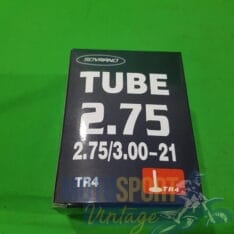 SOVRANO
TUBE
2.75
2.75/3.00-21
TR4
TR4
SPORT
Vintage